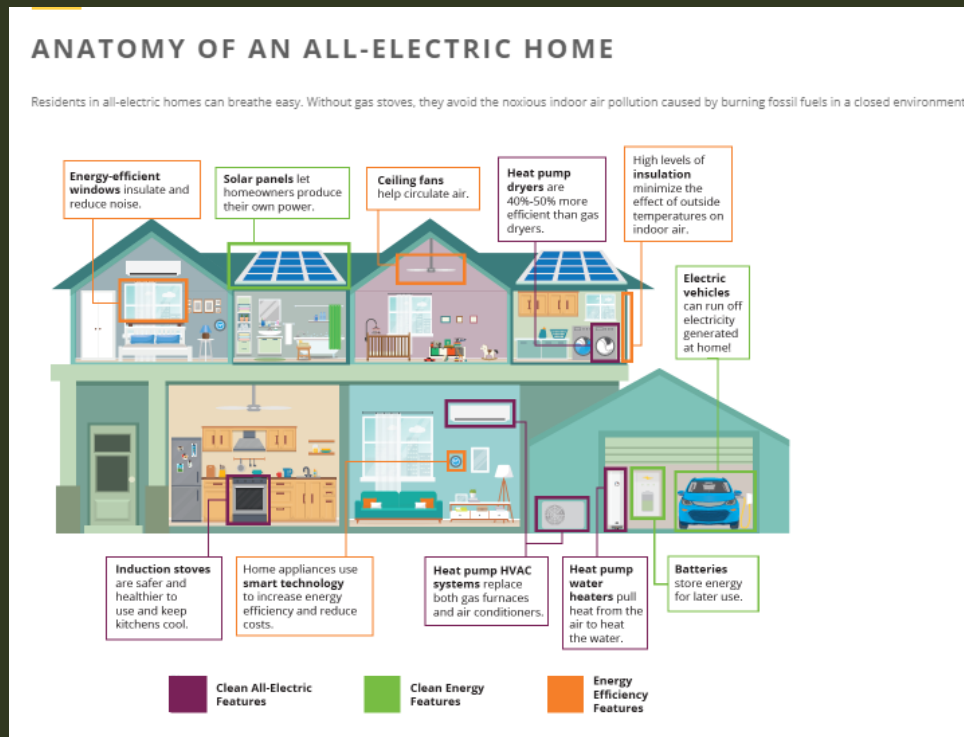 ANATOMY OF AN ALL-ELECTRIC HOME
Residents in all-electric homes can breathe easy. Without gas stoves, they avoid the noxious indoor air pollution caused by burning fossil fuels in a closed environment
Energy-efficient
windows insulate and
reduce noise.
Solar panels let
homeowners produce
their own power.
Ceiling fans
help circulate air.
Heat pump
dryers are
40%-50% more
efficient than gas
dryers.
High levels of
insulation
minimize the
effect of outside
temperatures on
indoor air.
Electric
vehicles
can run off
electricity
generated
at home!
Induction stoves
are safer and
healthier to
use and keep
kitchens cool.
Home appliances use
smart technology
to increase energy
efficiency and reduce
costs.
Heat pump HVAC
systems replace
both gas furnaces
and air conditioners.
Heat pump
water
heaters pull
heat from the
air to heat
the water.
Batteries
store energy
for later use.
Clean All-Electric
Features
Clean Energy
Features
Energy
Efficiency
Features